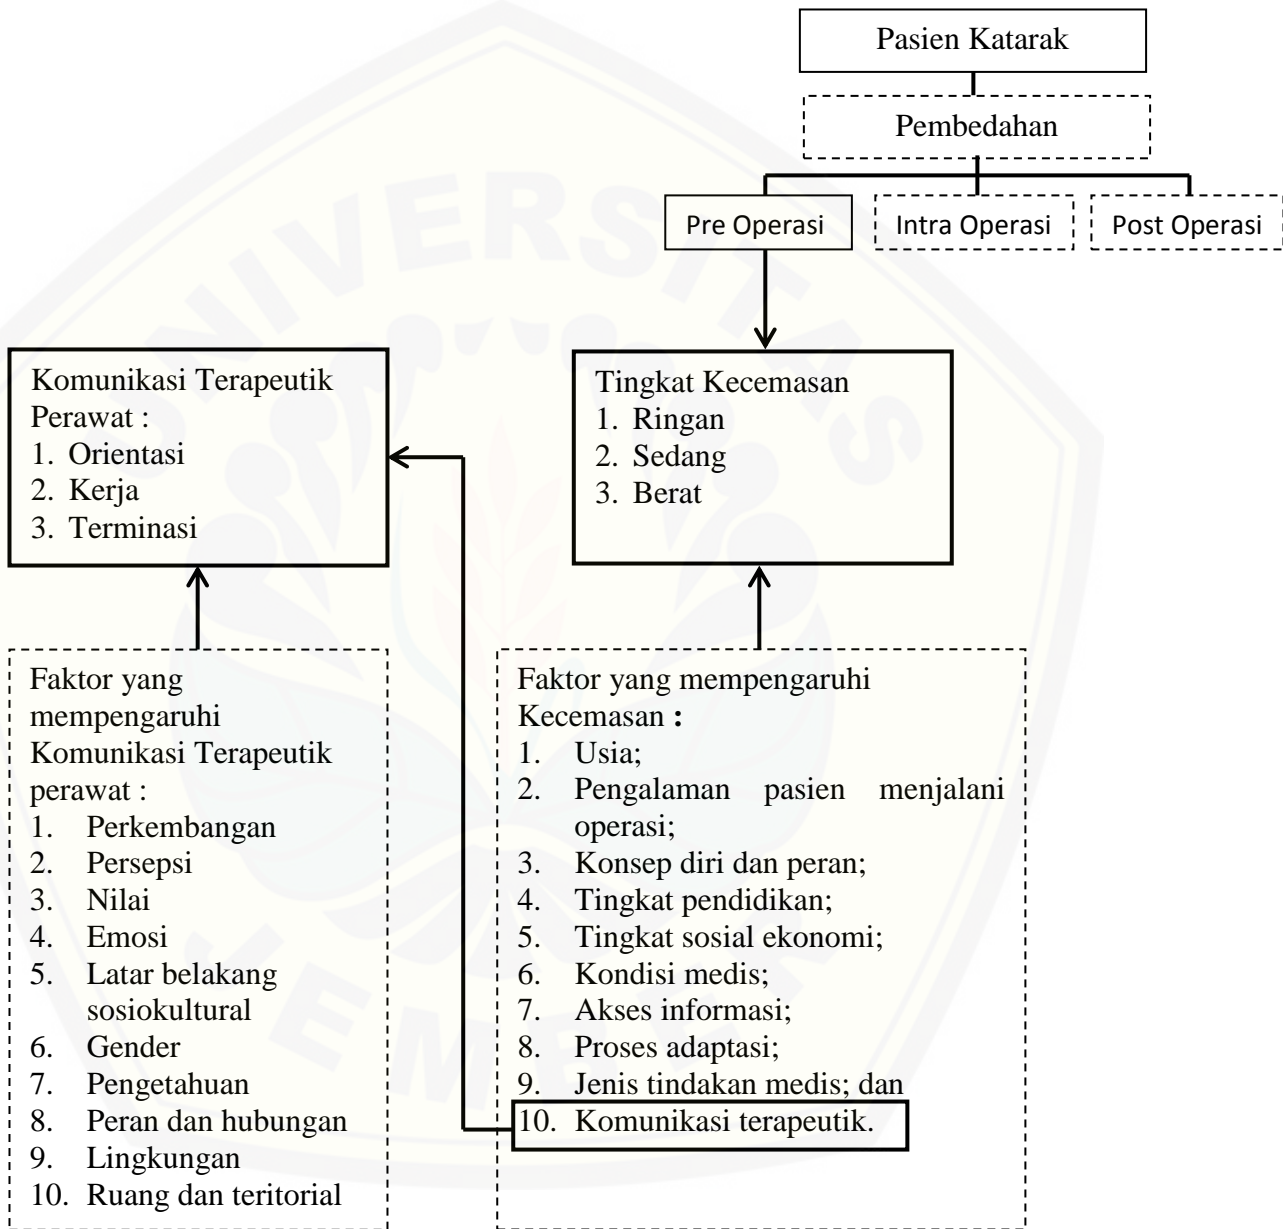 Pasien Katarak
Pembedahan
Pre Operasi
Intra Operasi
Post Operasi
Komunikasi Terapeutik
Perawat :
1. Orientasi
2. Kerja
3. Terminasi
Tingkat Kecemasan
1. Ringan
2. Sedang
3. Berat
Faktor yang
mempengaruhi
Komunikasi Terapeutik
perawat :
1. Perkembangan
2. Persepsi
3. Nilai
4. Emosi
5. Latar belakang
sosiokultural
6. Gender
7. Pengetahuan
8. Peran dan hubungan
9. Lingkungan
10. Ruang dan teritorial
Faktor yang mempengaruhi
Kecemasan :
1. Usia;
2. Pengalaman pasien menjalani
operasi;
3. Konsep diri dan peran;
4. Tingkat pendidikan;
5. Tingkat sosial ekonomi;
6. Kondisi medis;
7. Akses informasi;
8. Proses adaptasi;
9. Jenis tindakan medis; dan
10. Komunikasi terapeutik.
UNIVERSITAS
JEMBER